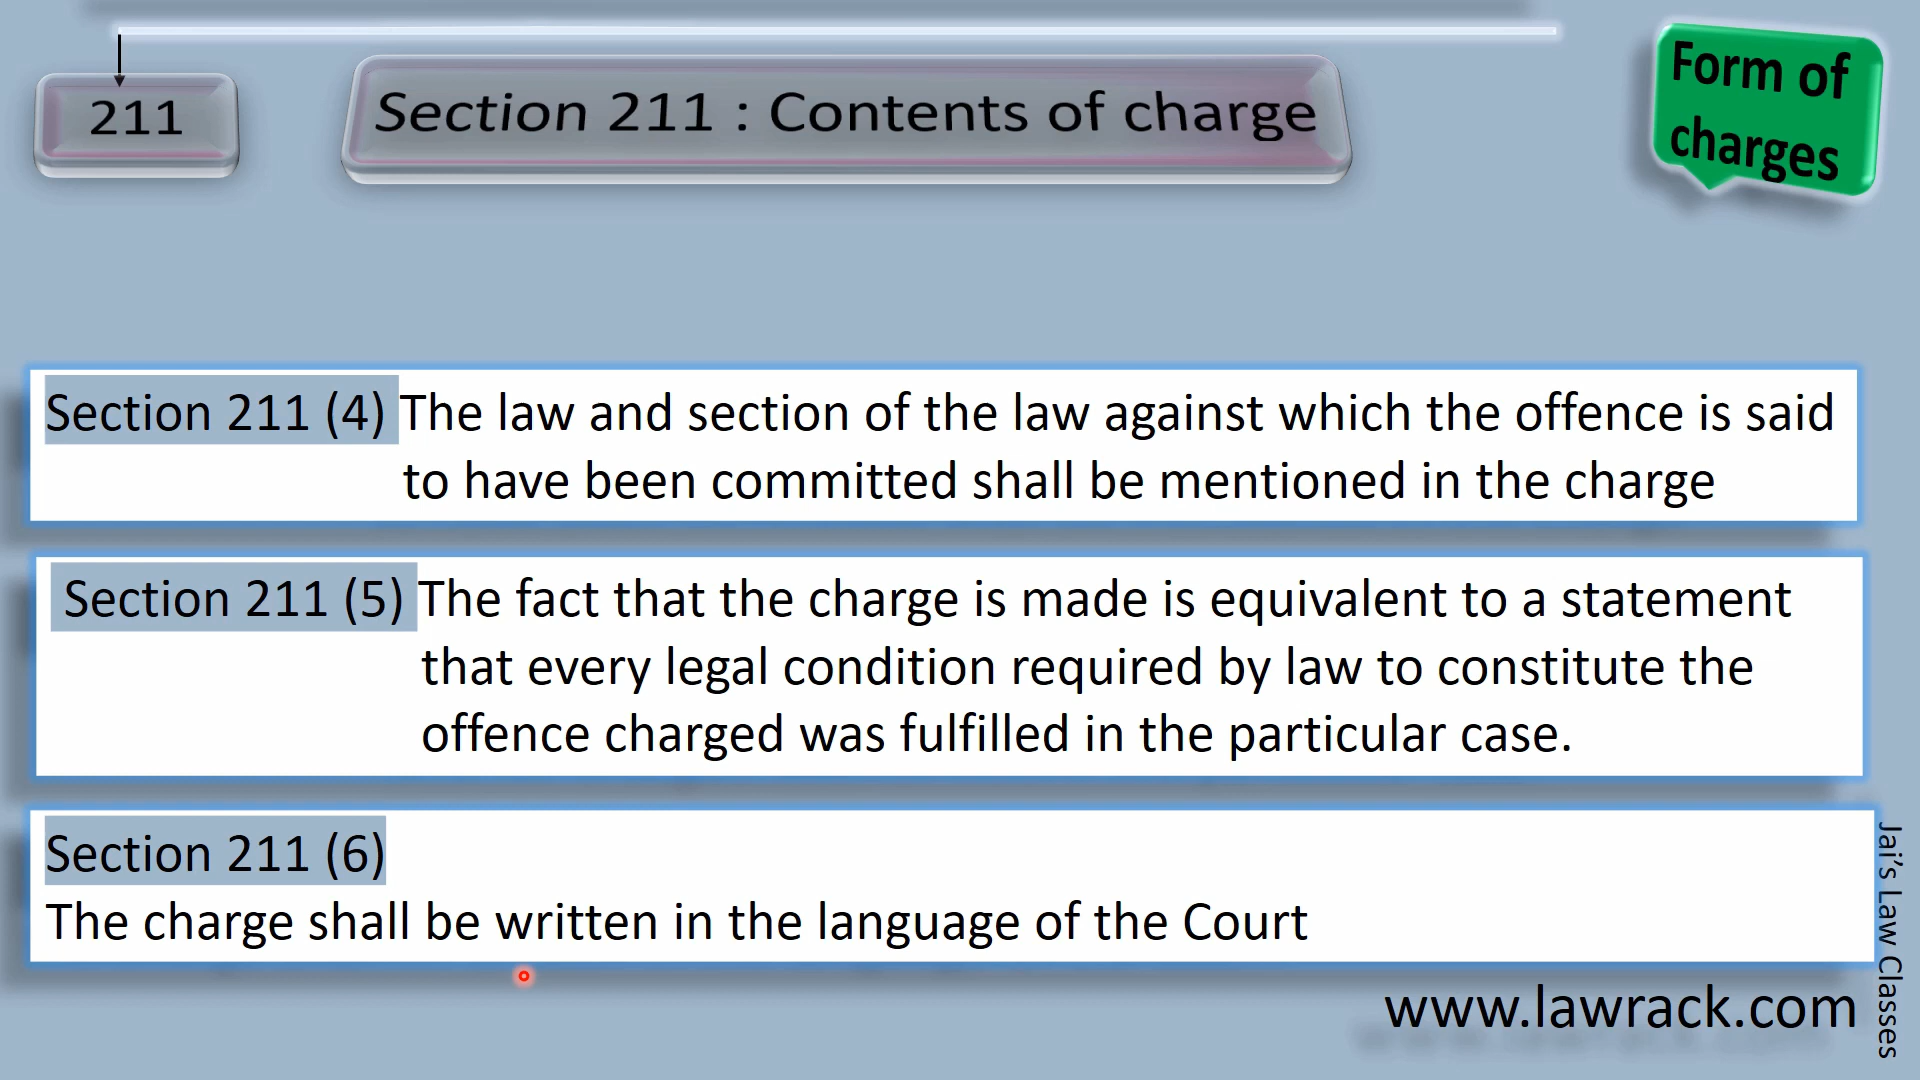 211
Section 211 : Contents of charge
Form of
charges
Section 211 (4) The law and section of the law against which the offence is said
to have been committed shall be mentioned in the charge
Section 211 (5) The fact that the charge is made is equivalent to a statement
that every legal condition required by law to constitute the
offence charged was fulfilled in the particular case.
Section 211 (6)
The charge shall be written in the language of the Court
www.lawrack.com
Jai's Law Classes